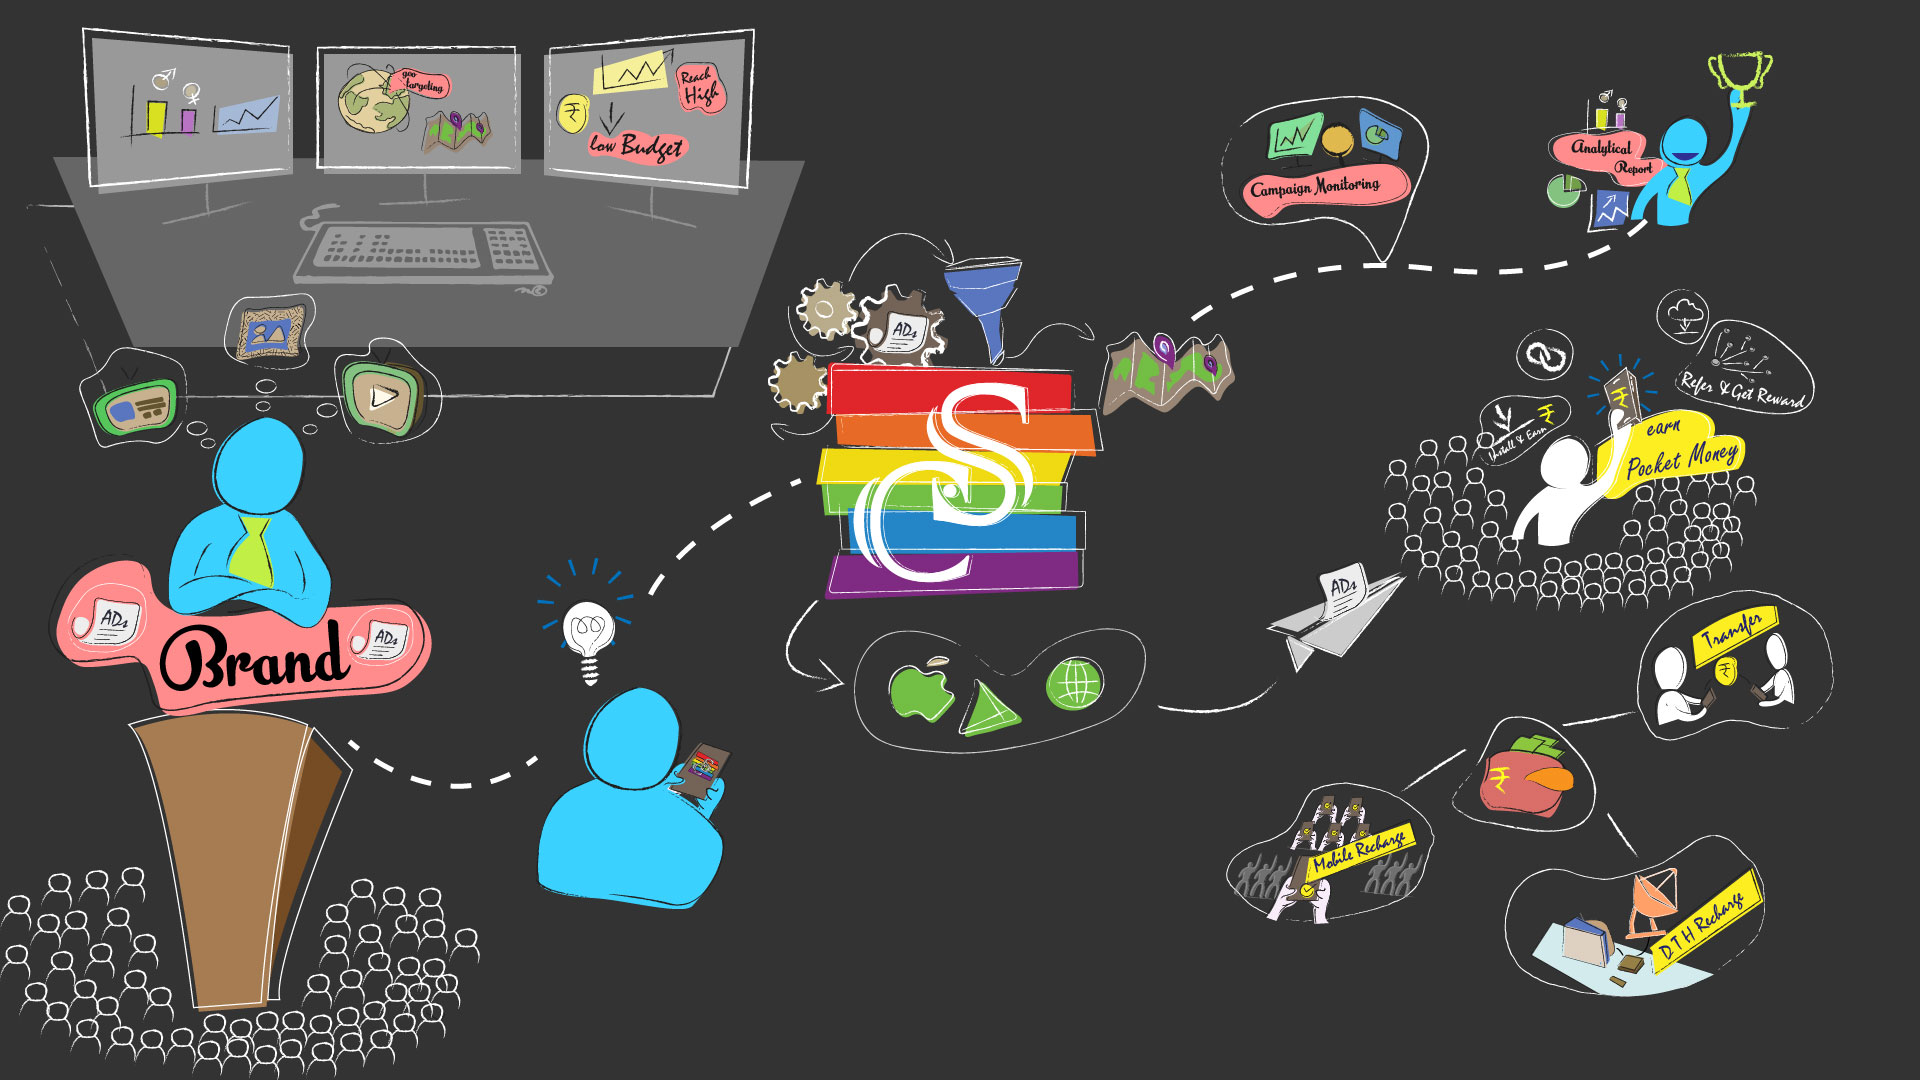 geo
targeting
Reach
High
₹
Low Budget
Campaign Monitoring
Analytical
Report
ADs
SC
Refer & Get Reward
₹
₹
Install & Earn
earn
Pocket Money
ADs
ADs
Brand
ADs
Transfer
₹
₹
Mobile Recharge
DTH Recharge